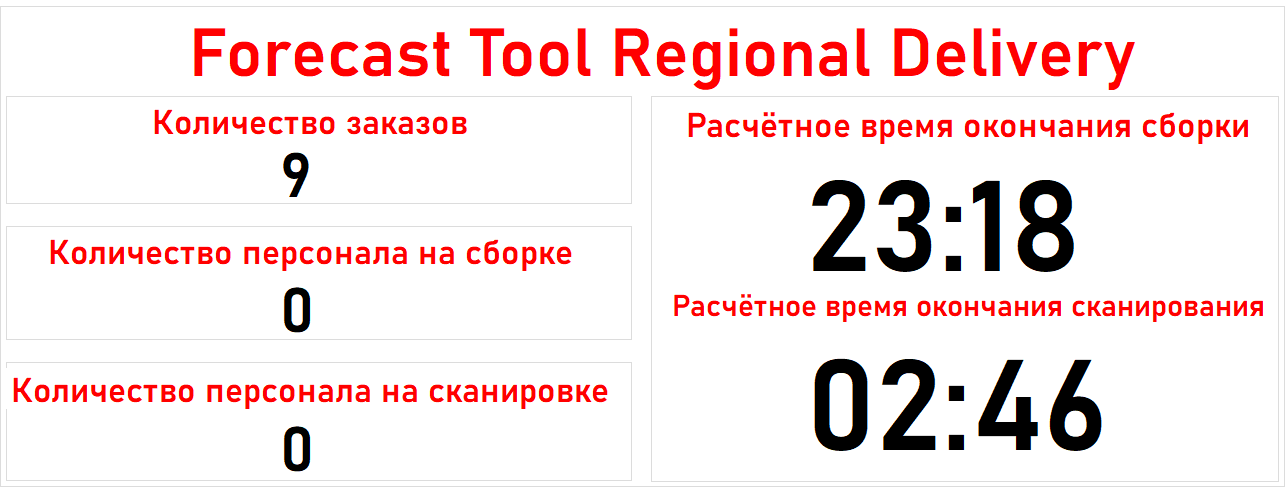 Forecast Tool Regional Delivery
Количество заказов
9
Количество персонала на сборке
0
Количество персонала на сканировке
0
Расчётное время окончания сборки
23:18
Расчётное время окончания сканирования
02:46